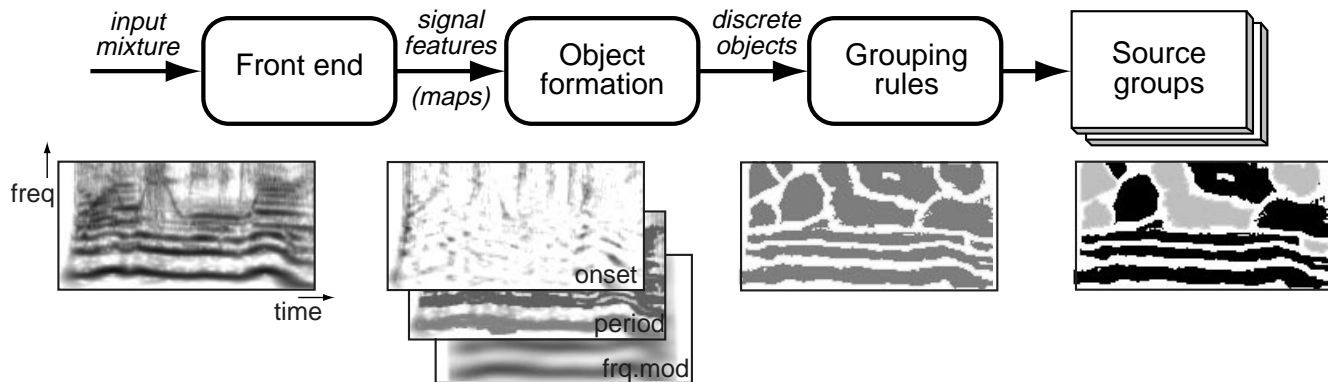 input
mixture
Front end
signal
features
(maps)
Object
formation
discrete
objects
Grouping
rules
Source
groups
freq
time
onset
period
frq.mod